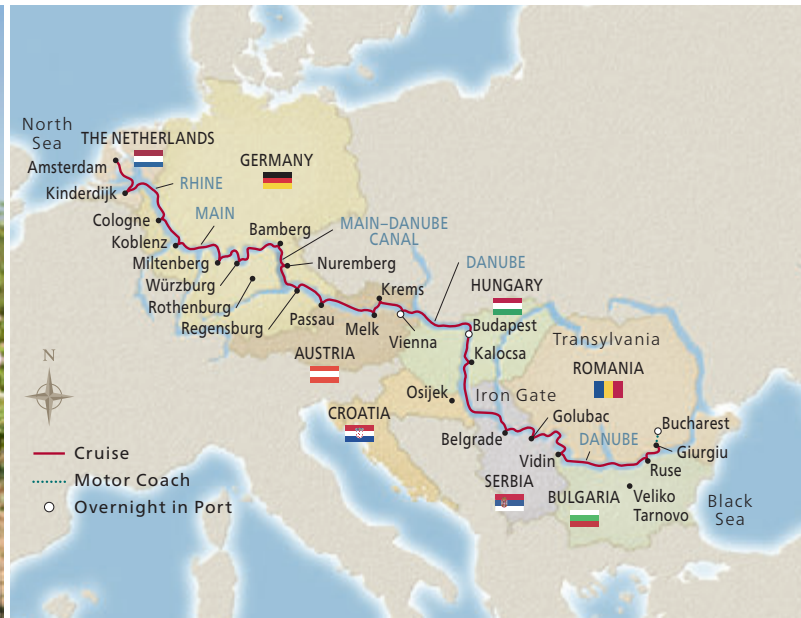 North
Sea
THE NETHERLANDS
Amsterdam
GERMANY
Kinderdijk
RHINE
Cologne
MAIN
Koblenz
Bamberg
MAIN–DANUBE
CANAL
Miltenberg
Nuremberg
Würzburg
Rothenburg
Regensburg
Passau
Krems
DANUBE
HUNGARY
Melk
Vienna
Budapest
Transylvania
Kalocsa
AUSTRIA
ROMANIA
N
Osijek
Iron Gate
CROATIA
Golubac
Bucharest
Belgrade
DANUBE
Giurgiu
Vidin
Ruse
SERBIA
BULGARIA
Veliko
Tarnovo
Black
Sea
Cruise
Motor Coach
Overnight in Port